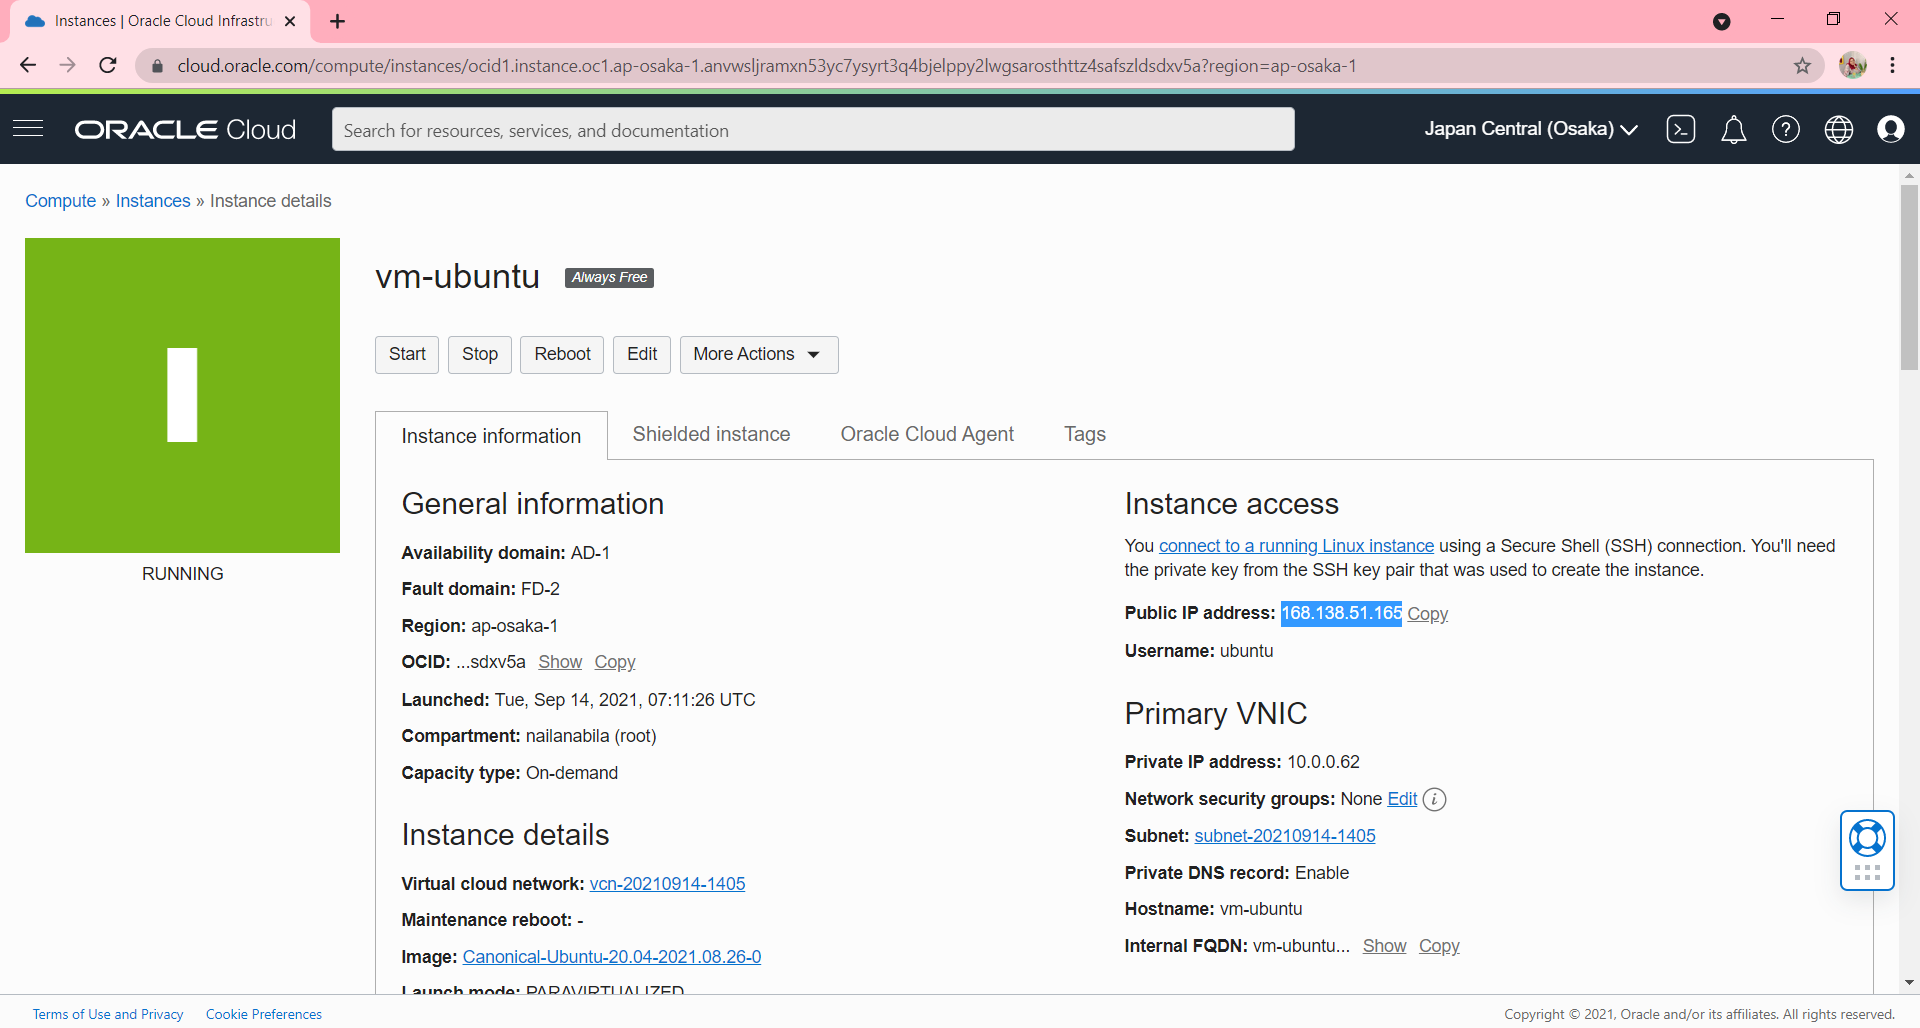 Instances | Oracle Cloud Infrastru
cloud.oracle.com/compute/instances/ocid1.instance.oc1.ap-osaka-1.anvwsljramxn53yc7ysyrt3q4bjelppy2lwgsarosthttz4safszldsdxv5a?region=ap-osaka-1
ORACLE Cloud
Search for resources, services, and documentation
Japan Central (Osaka)
Compute » Instances » Instance details
RUNNING
vm-ubuntu Always Free
Start Stop Reboot Edit More Actions
Instance information Shielded instance Oracle Cloud Agent Tags
General information
Availability domain: AD-1
Fault domain: FD-2
Region: ap-osaka-1
OCID: ...sdxv5a Show Copy
Launched: Tue, Sep 14, 2021, 07:11:26 UTC
Compartment: nailanabila (root)
Capacity type: On-demand
Instance details
Virtual cloud network: vcn-20210914-1405
Maintenance reboot: -
Image: Canonical-Ubuntu-20.04-2021.08.26-0
Launch mode: PARAVIRTUALIZED
Instance access
You connect to a running Linux instance using a Secure Shell (SSH) connection. You'll need
the private key from the SSH key pair that was used to create the instance.
Public IP address: 168.138.51.165 Copy
Username: ubuntu
Primary VNIC
Private IP address: 10.0.0.62
Network security groups: None Edit i
Subnet: subnet-20210914-1405
Private DNS record: Enable
Hostname: vm-ubuntu
Internal FQDN: vm-ubuntu... Show Copy
Terms of Use and Privacy Cookie Preferences
Copyright © 2021, Oracle and/or its affiliates. All rights reserved.